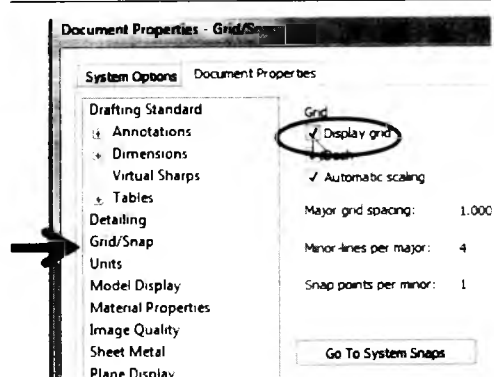 Document Properties - Grid/Snap
System Options
Document Properties
Drafting Standard
Annotations
Dimensions
Virtual Sharps
Tables
Detailing
Grid/Snap
Units
Model Display
Material Properties
Image Quality
Sheet Metal
Plane Display
Grid
Display grid
Dash
Automatic scaling
Major grid spacing: 1.000
Minor-lines per major: 4
Snap points per minor: 1
Go To System Snaps